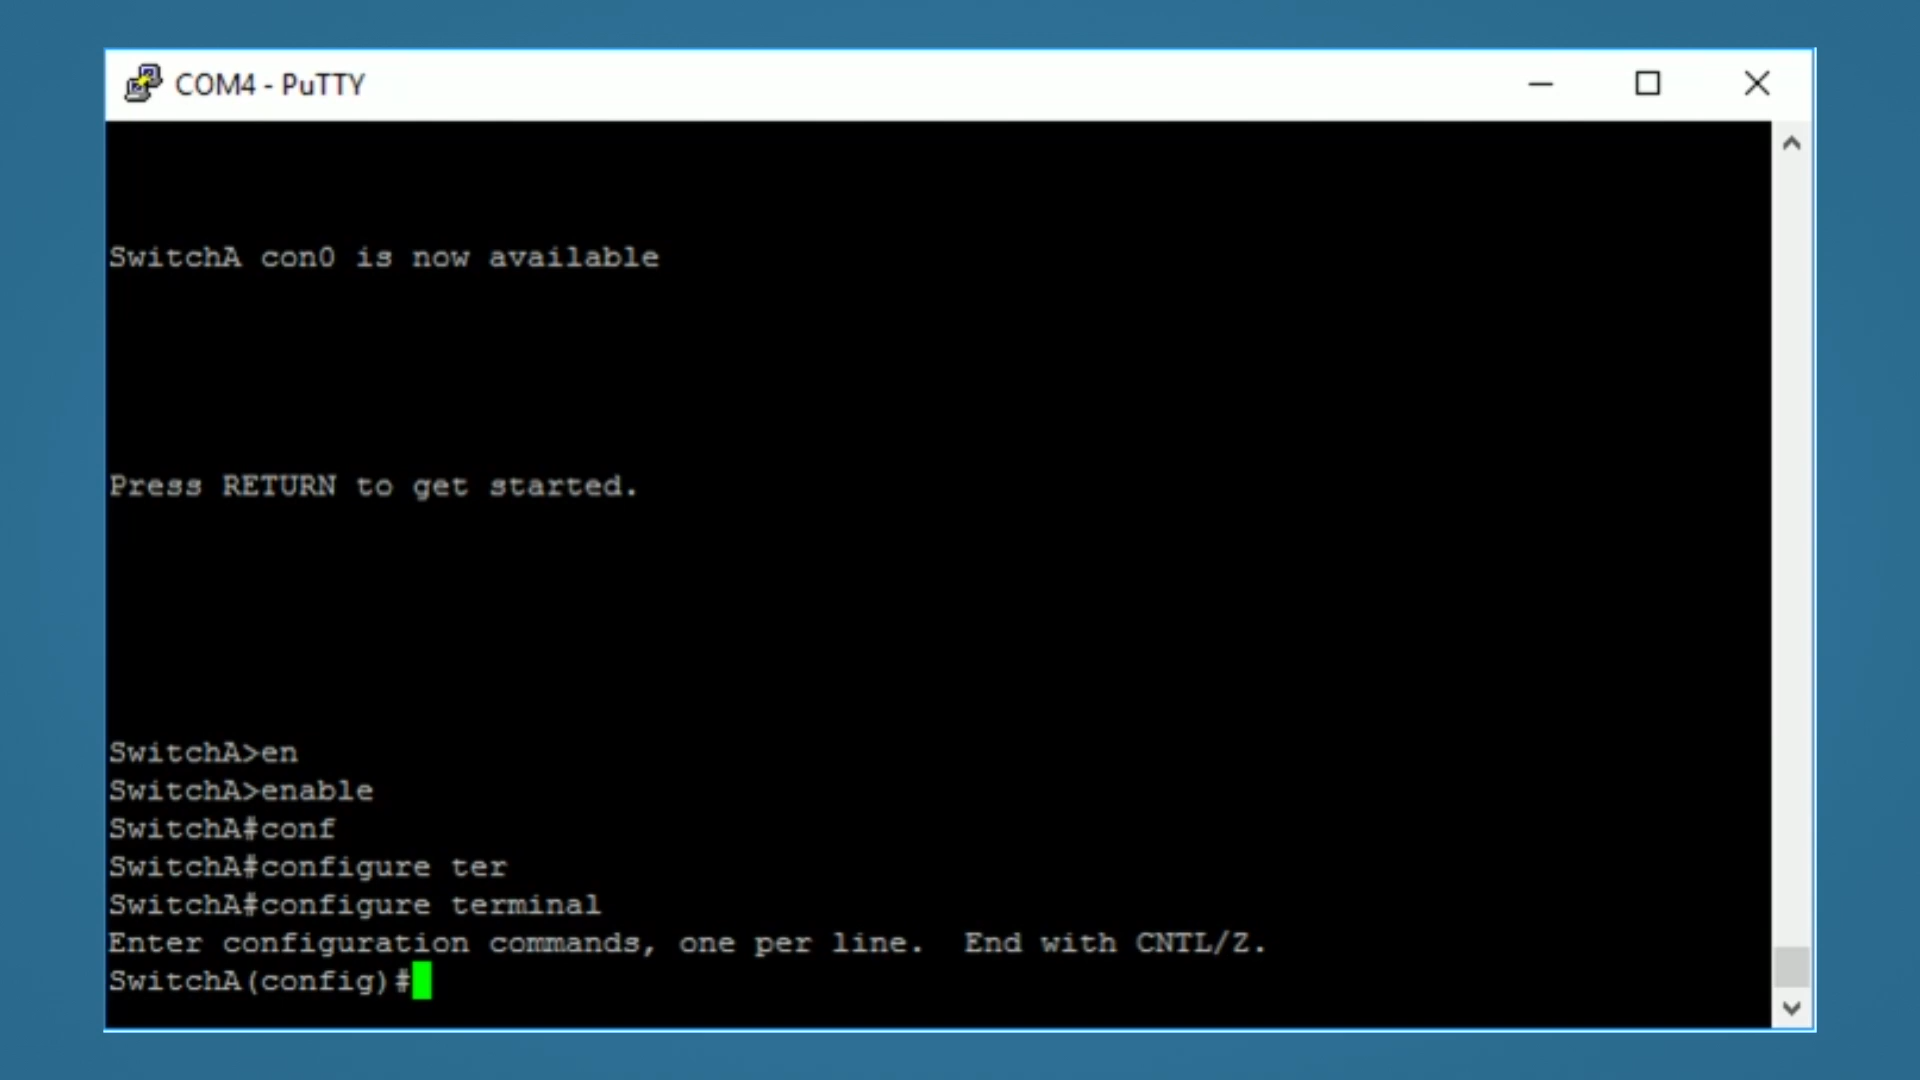 COM4 - PuTTY
SwitchA con0 is now available
Press RETURN to get started.
SwitchA>en
SwitchA>enable
SwitchA#conf
SwitchA#configure ter
SwitchA#configure terminal
Enter configuration commands, one per line.  End with CNTL/Z.
SwitchA(config)#